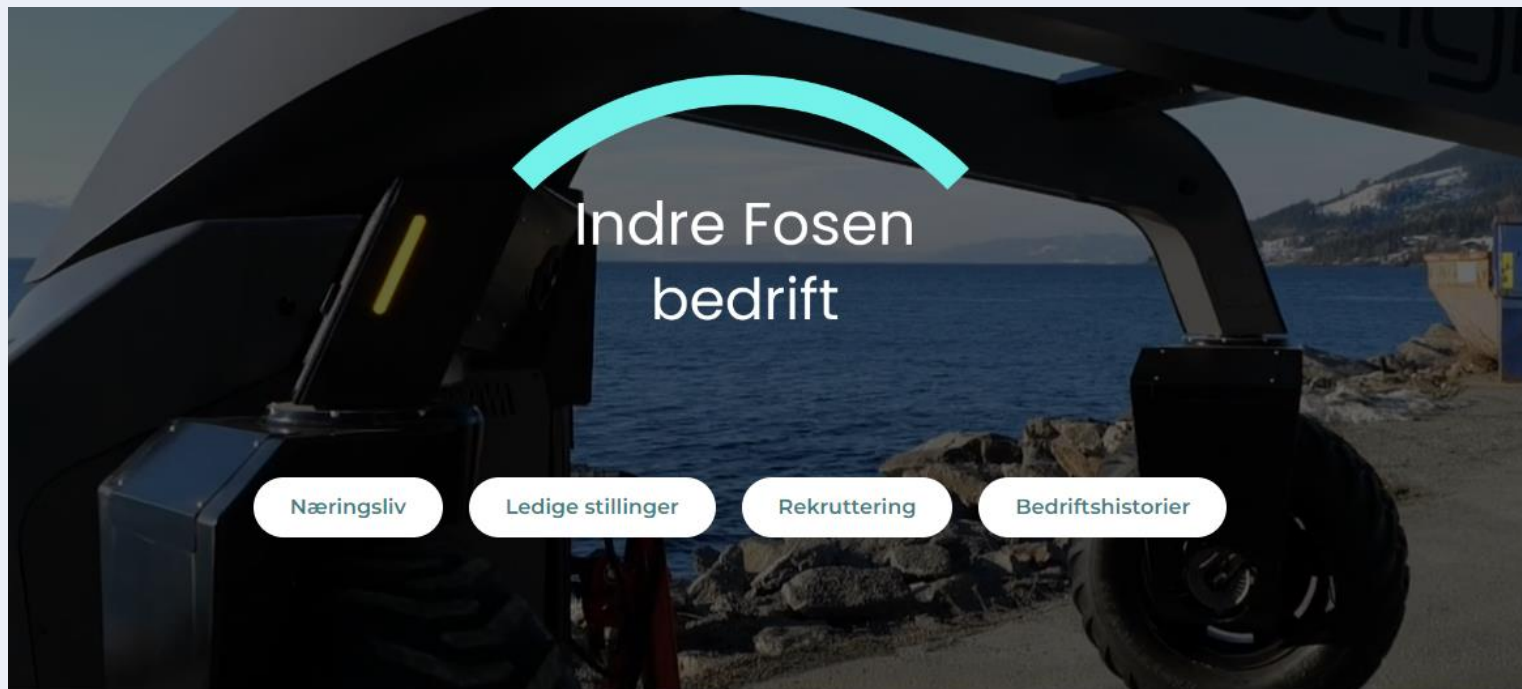 Indre Fosen
bedrift
Næringsliv
Ledige stillinger
Rekruttering
Bedriftshistorier